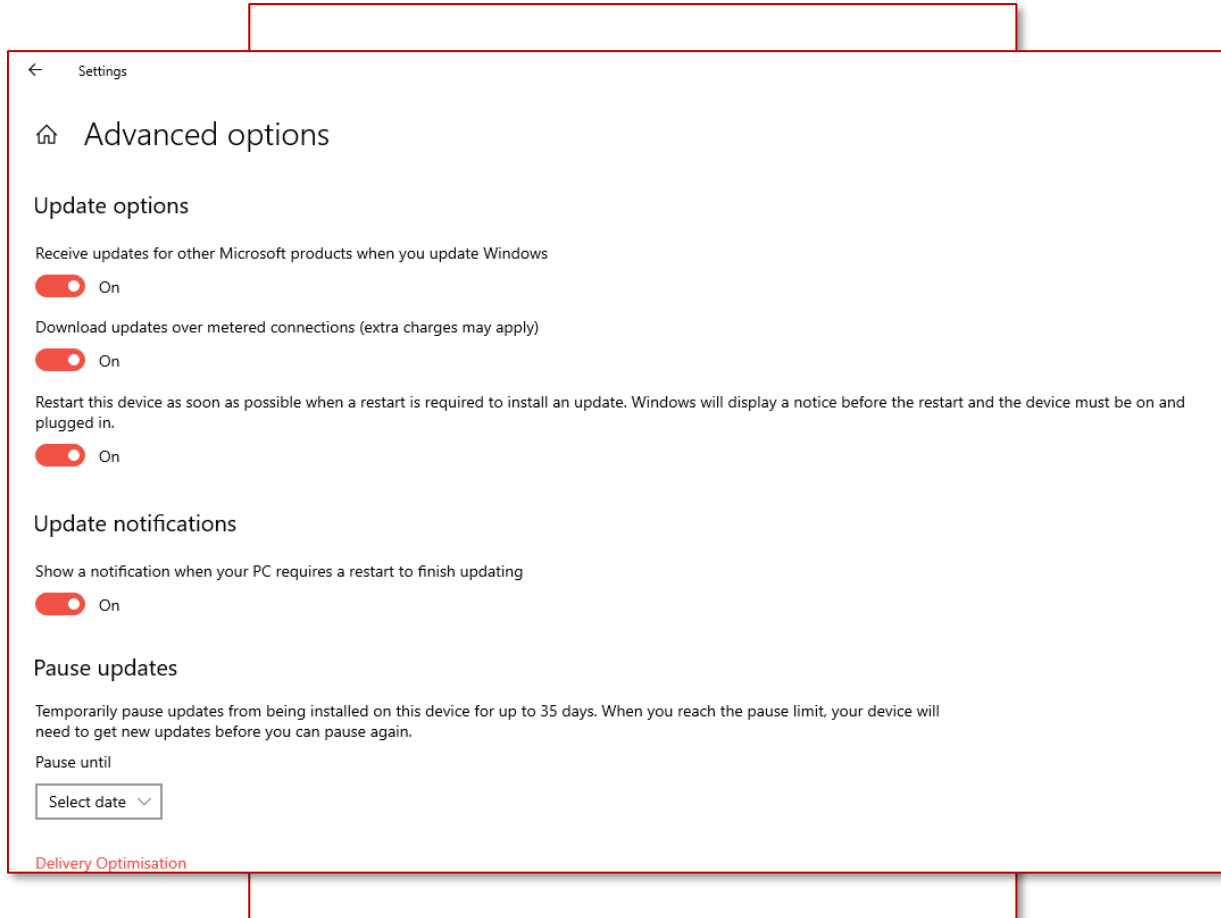 Settings
Advanced options
Update options
Receive updates for other Microsoft products when you update Windows
On
Download updates over metered connections (extra charges may apply)
On
Restart this device as soon as possible when a restart is required to install an update. Windows will display a notice before the restart and the device must be on and
plugged in.
On
Update notifications
Show a notification when your PC requires a restart to finish updating
On
Pause updates
Temporarily pause updates from being installed on this device for up to 35 days. When you reach the pause limit, your device will
need to get new updates before you can pause again.
Pause until
Select date
Delivery Optimisation